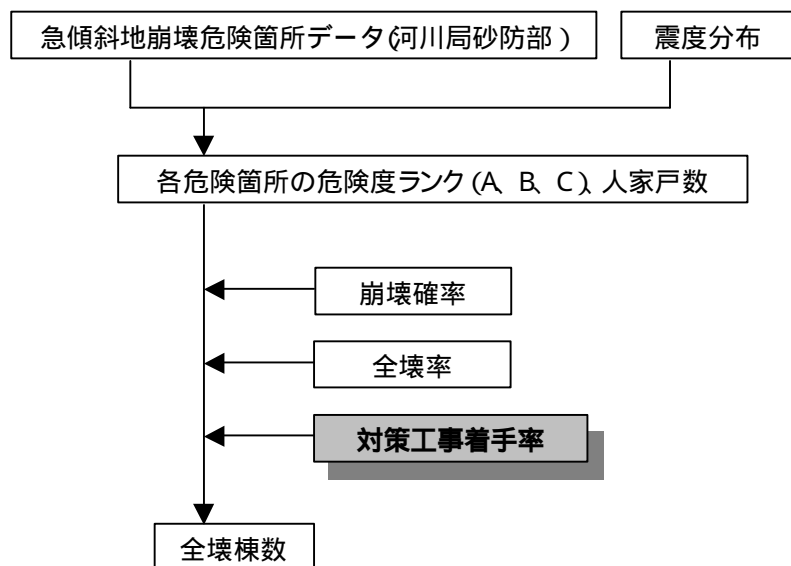 急傾斜地崩壊危険箇所データ(河川局砂防部)
震度分布
各危険箇所の危険度ランク(A、B、C)、人家戸数
崩壊確率
全壊率
対策工事着手率
全壊棟数